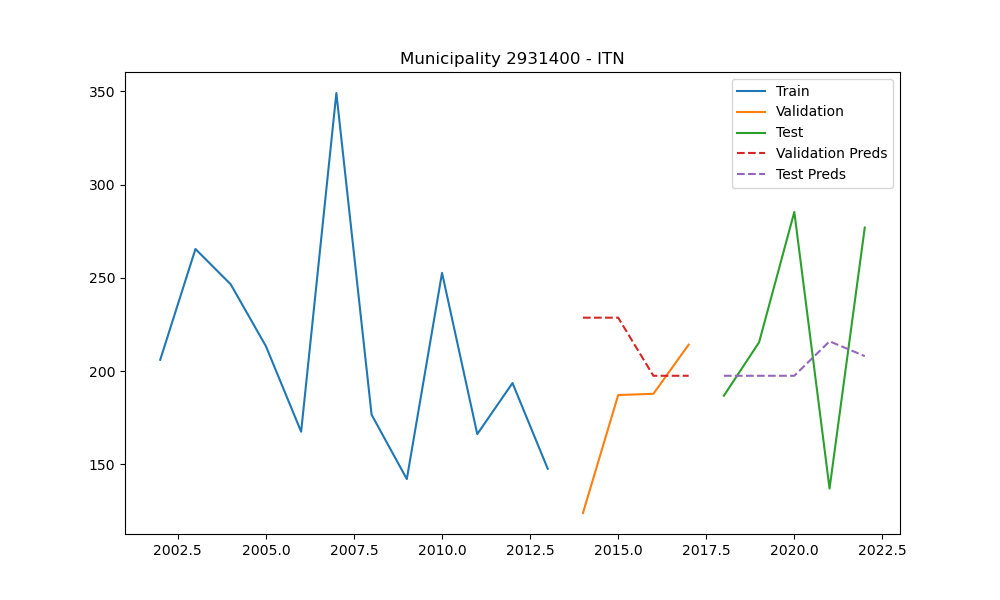 Municipality 2931400 - ITN
Train
Validation
Test
Validation Preds
Test Preds
350
300
250
200
150
2002.5 2005.0 2007.5 2010.0 2012.5 2015.0 2017.5 2020.0 2022.5